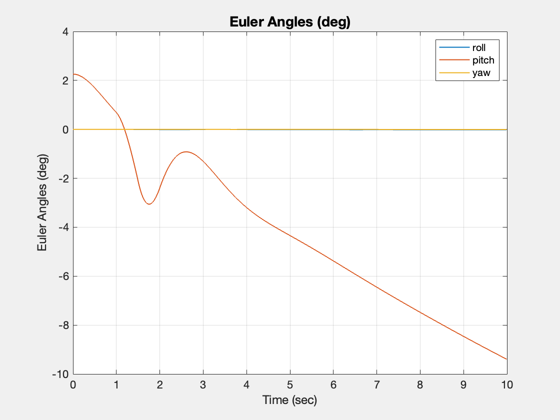 Euler Angles (deg)
roll
pitch
yaw
4
2
0
-2
-4
-6
-8
-10
Euler Angles (deg)
0 1 2 3 4 5 6 7 8 9 10
Time (sec)